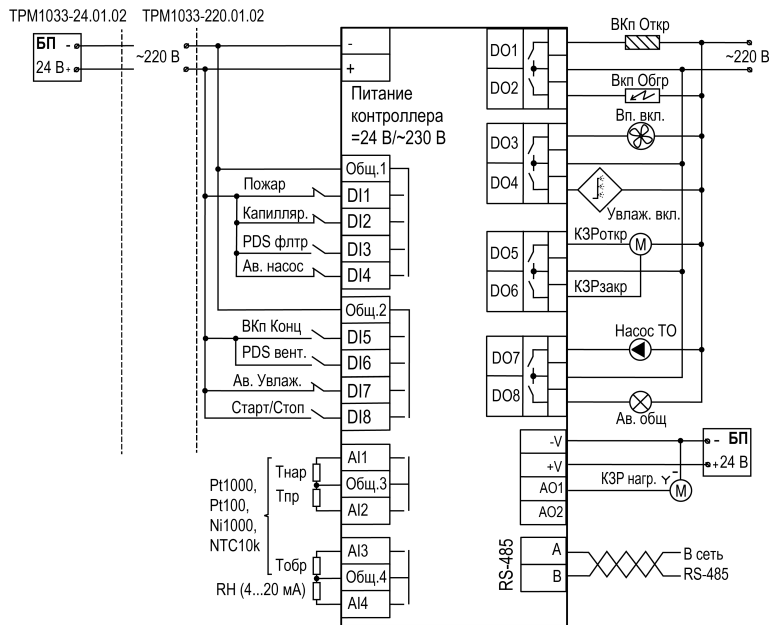 ТРМ1033-24.01.02
ТРМ1033-220.01.02
БП -
24 В +
~220 В
-
+
Питание
контроллера
=24 В/~230 В
Общ.1
Пожар
DI1
Капилляр.
DI2
PDS флтр
DI3
Ав. насос
DI4
Общ.2
ВКп Конц
DI5
PDS вент.
DI6
Ав. Увлаж.
DI7
Старт/Стоп
DI8
AI1
Тнар
Общ.3
Тпр
AI2
Pt1000,
Pt100,
Ni1000,
NTC10k
AI3
Тобр
Общ.4
RH (4...20 мА)
AI4
DO1
ВКп Откр
~220 В
DO2
Вкп Обгр
Вп. вкл.
DO3
DO4
Увлаж. вкл.
DO5
КЗРоткр
M
DO6
КЗРзакр
Насос ТО
DO7
DO8
Ав. общ
-V
- БП
+V
+ 24 В
AO1
КЗР нагр. Y -
M
AO2
RS-485
A
В сеть
B
RS-485